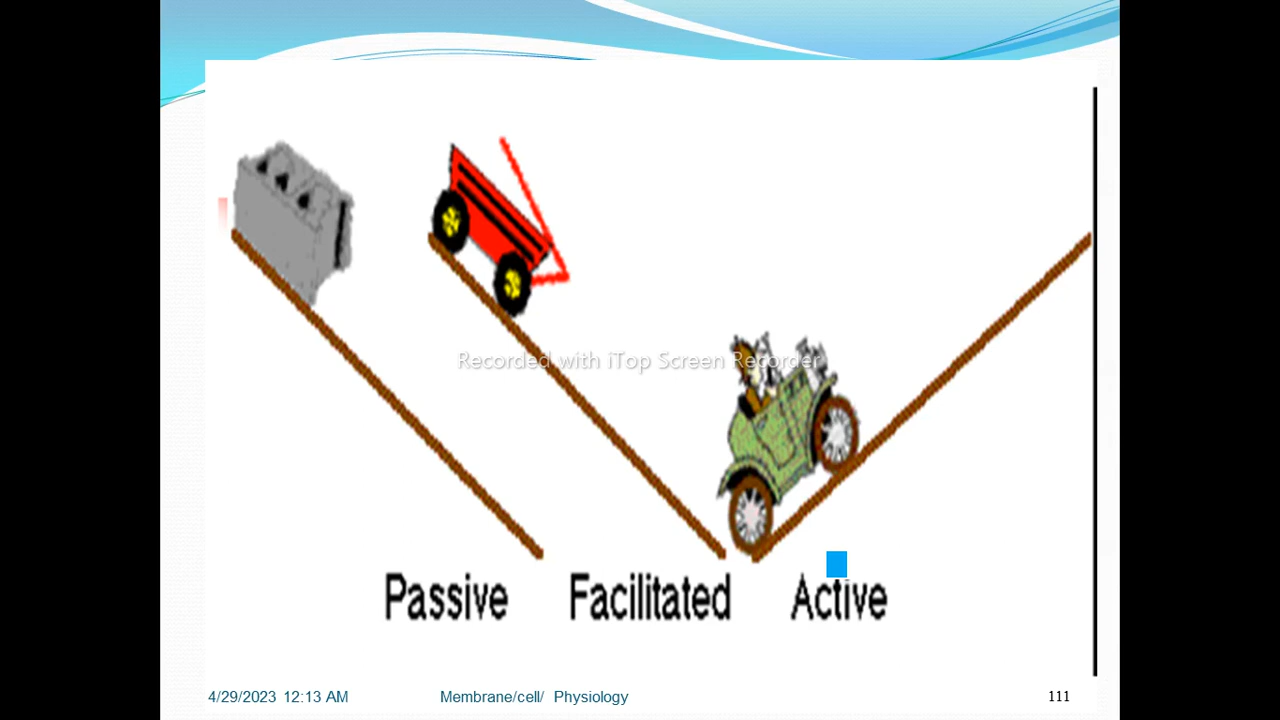 Recorded with iTop Screen Recorder
Passive Facilitated Active
4/29/2023 12:13 AM Membrane/cell/ Physiology 111